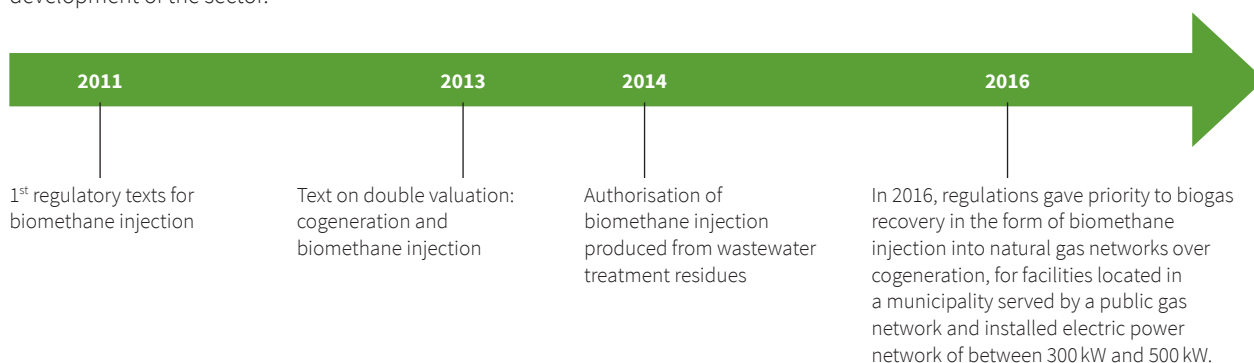 development of the sector.
2011
2013
2014
2016
1st regulatory texts for
biomethane injection
Text on double valuation:
cogeneration and
biomethane injection
Authorisation of
biomethane injection
produced from wastewater
treatment residues
In 2016, regulations gave priority to biogas
recovery in the form of biomethane
injection into natural gas networks over
cogeneration, for facilities located in
a municipality served by a public gas
network and installed electric power
network of between 300 kW and 500 kW.